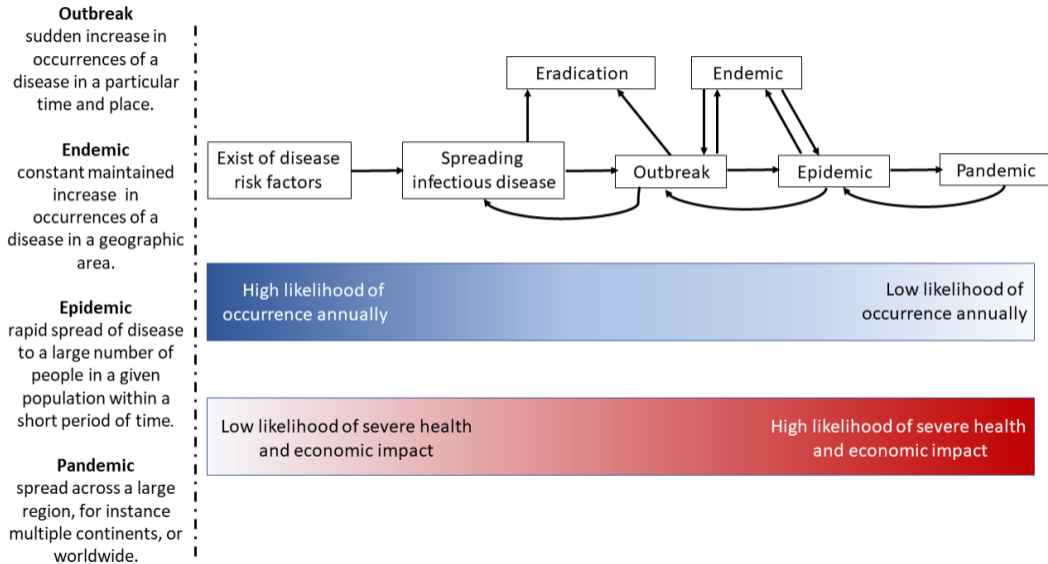 Outbreak
sudden increase in
occurrences of a
disease in a particular
time and place.
Endemic
constant maintained
increase in
occurrences of a
disease in a geographic
area.
Epidemic
rapid spread of disease
to a large number of
people in a given
population within a
short period of time.
Pandemic
spread across a large
region, for instance
multiple continents, or
worldwide.
Eradication
Endemic
Exist of disease
risk factors
Spreading
infectious disease
Outbreak
Epidemic
Pandemic
High likelihood of
occurrence annually
Low likelihood of
occurrence annually
Low likelihood of severe health
and economic impact
High likelihood of severe health
and economic impact